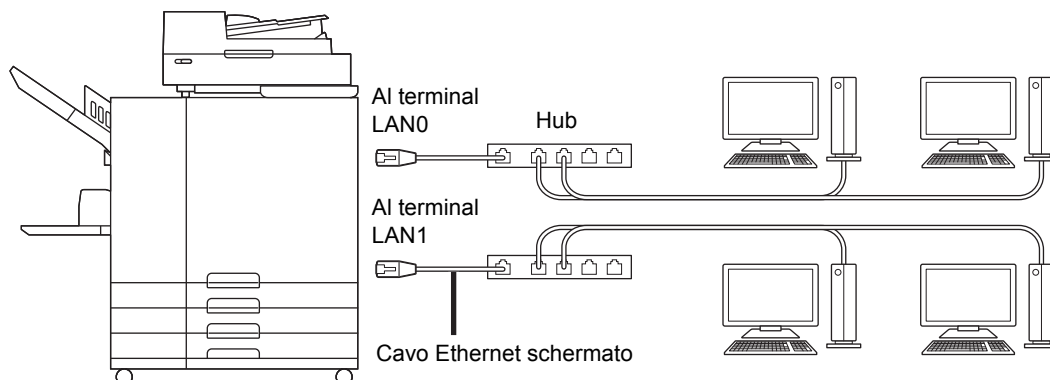 Al terminal
LAN0
Hub
Al terminal
LAN1
Cavo Ethernet schermato